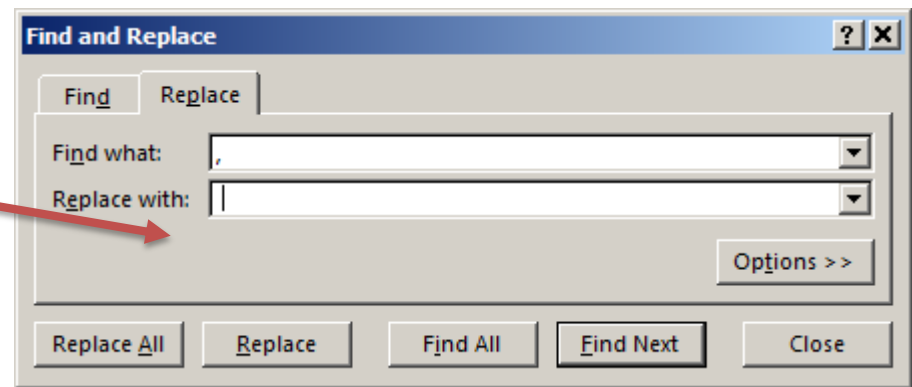 Find and Replace
Find Replace
Find what: ,
Replace with:
Options >>
Replace All Replace Find All Find Next Close